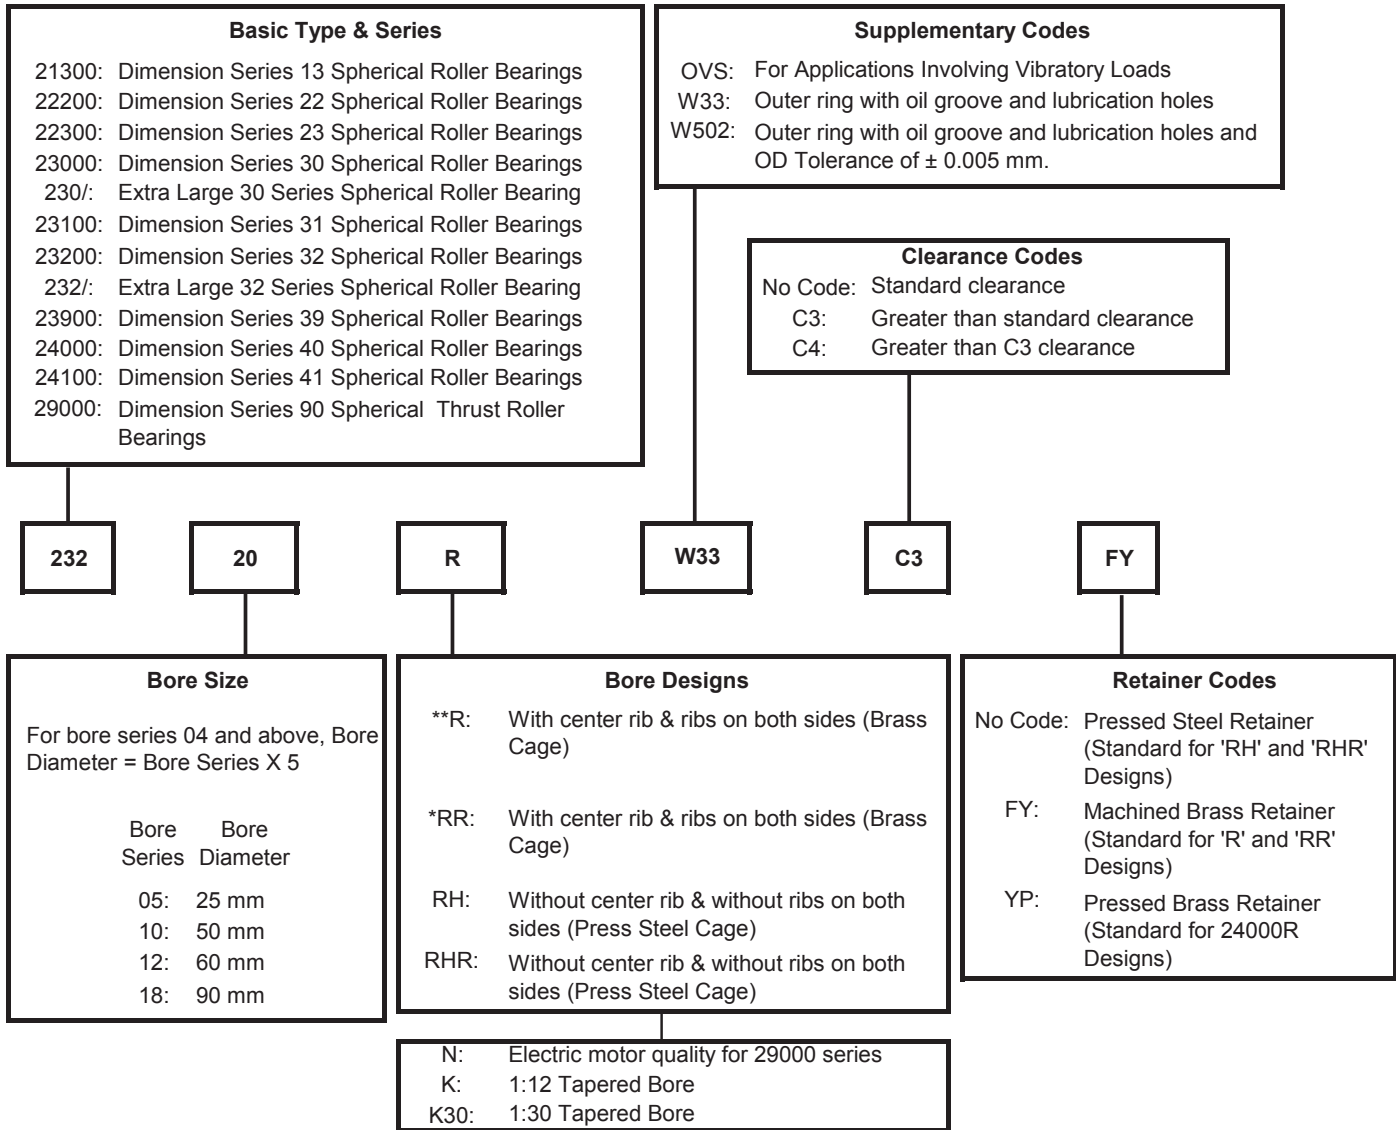 Basic Type & Series
21300: Dimension Series 13 Spherical Roller Bearings
22200: Dimension Series 22 Spherical Roller Bearings
22300: Dimension Series 23 Spherical Roller Bearings
23000: Dimension Series 30 Spherical Roller Bearings
230/: Extra Large 30 Series Spherical Roller Bearing
23100: Dimension Series 31 Spherical Roller Bearings
23200: Dimension Series 32 Spherical Roller Bearings
232/: Extra Large 32 Series Spherical Roller Bearing
23900: Dimension Series 39 Spherical Roller Bearings
24000: Dimension Series 40 Spherical Roller Bearings
24100: Dimension Series 41 Spherical Roller Bearings
29000: Dimension Series 90 Spherical Thrust Roller
Bearings
Supplementary Codes
OVS: For Applications Involving Vibratory Loads
W33: Outer ring with oil groove and lubrication holes
W502: Outer ring with oil groove and lubrication holes and
OD Tolerance of ± 0.005 mm.
Clearance Codes
No Code: Standard clearance
C3: Greater than standard clearance
C4: Greater than C3 clearance
232 20 R W33 C3 FY
Bore Size
For bore series 04 and above, Bore
Diameter = Bore Series X 5
Bore Bore
Series Diameter
05: 25 mm
10: 50 mm
12: 60 mm
18: 90 mm
Bore Designs
**R: With center rib & ribs on both sides (Brass
Cage)
*RR: With center rib & ribs on both sides (Brass
Cage)
RH: Without center rib & without ribs on both
sides (Press Steel Cage)
RHR: Without center rib & without ribs on both
sides (Press Steel Cage)
N: Electric motor quality for 29000 series
K: 1:12 Tapered Bore
K30: 1:30 Tapered Bore
Retainer Codes
No Code: Pressed Steel Retainer
(Standard for 'RH' and 'RHR'
Designs)
FY: Machined Brass Retainer
(Standard for 'R' and 'RR'
Designs)
YP: Pressed Brass Retainer
(Standard for 24000R
Designs)